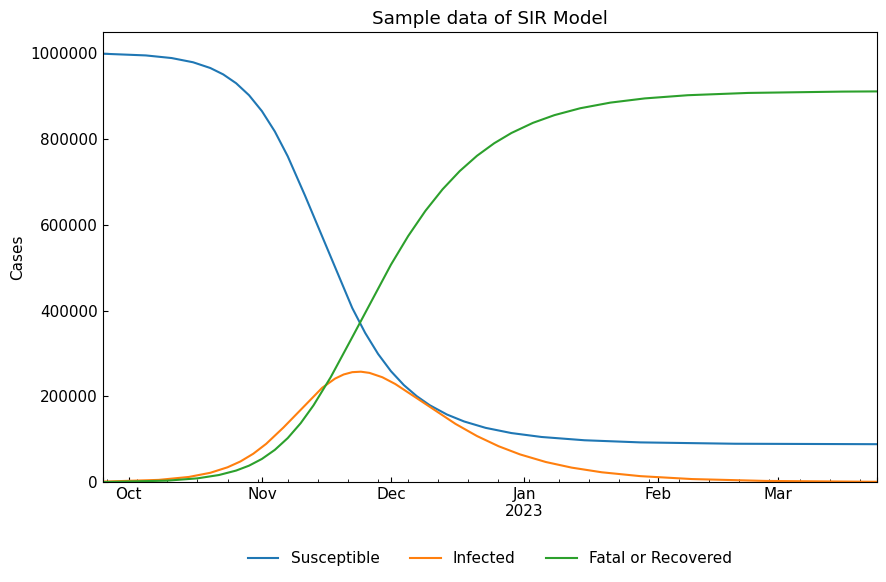 Sample data of SIR Model
Cases
1000000
800000
600000
400000
200000
0
Oct Nov Dec Jan Feb Mar
2023
Susceptible Infected Fatal or Recovered